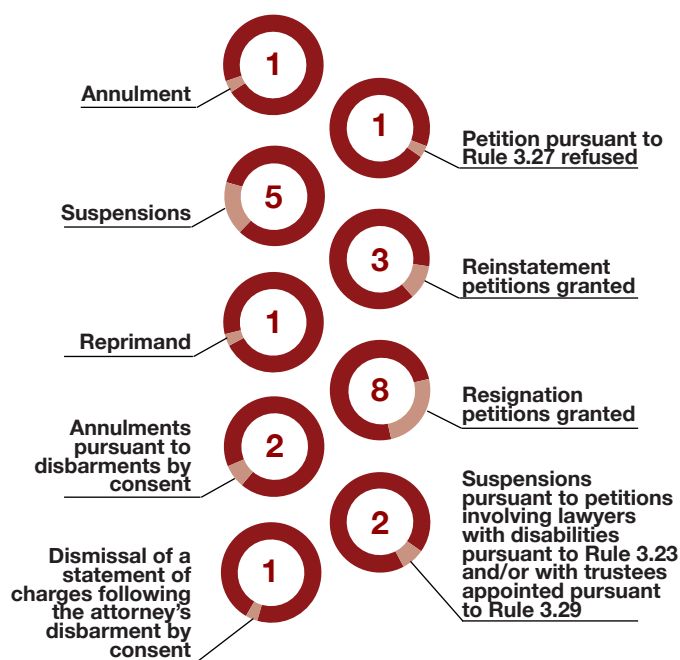 1
Annulment
1
Petition pursuant to
Rule 3.27 refused
5
Suspensions
3
Reinstatement
petitions granted
1
Reprimand
8
Resignation
petitions granted
2
Annulments
pursuant to
disbarments by
consent
2
Suspensions
pursuant to petitions
involving lawyers
with disabilities
pursuant to Rule 3.23
and/or with trustees
appointed pursuant
to Rule 3.29
1
Dismissal of a
statement of
charges following
the attorney's
disbarment by
consent